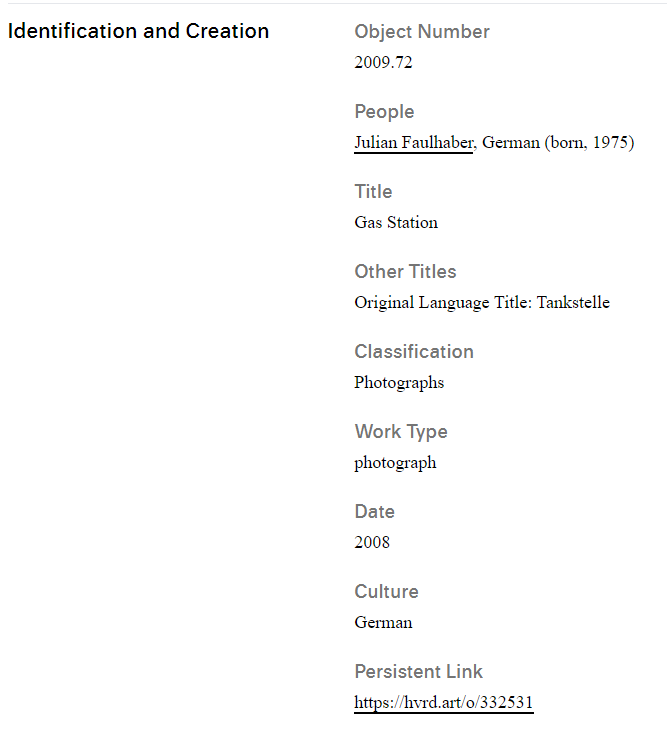 Identification and Creation
Object Number
2009.72
People
Julian Faulhaber, German (born, 1975)
Title
Gas Station
Other Titles
Original Language Title: Tankstelle
Classification
Photographs
Work Type
photograph
Date
2008
Culture
German
Persistent Link
https://hvrd.art/o/332531